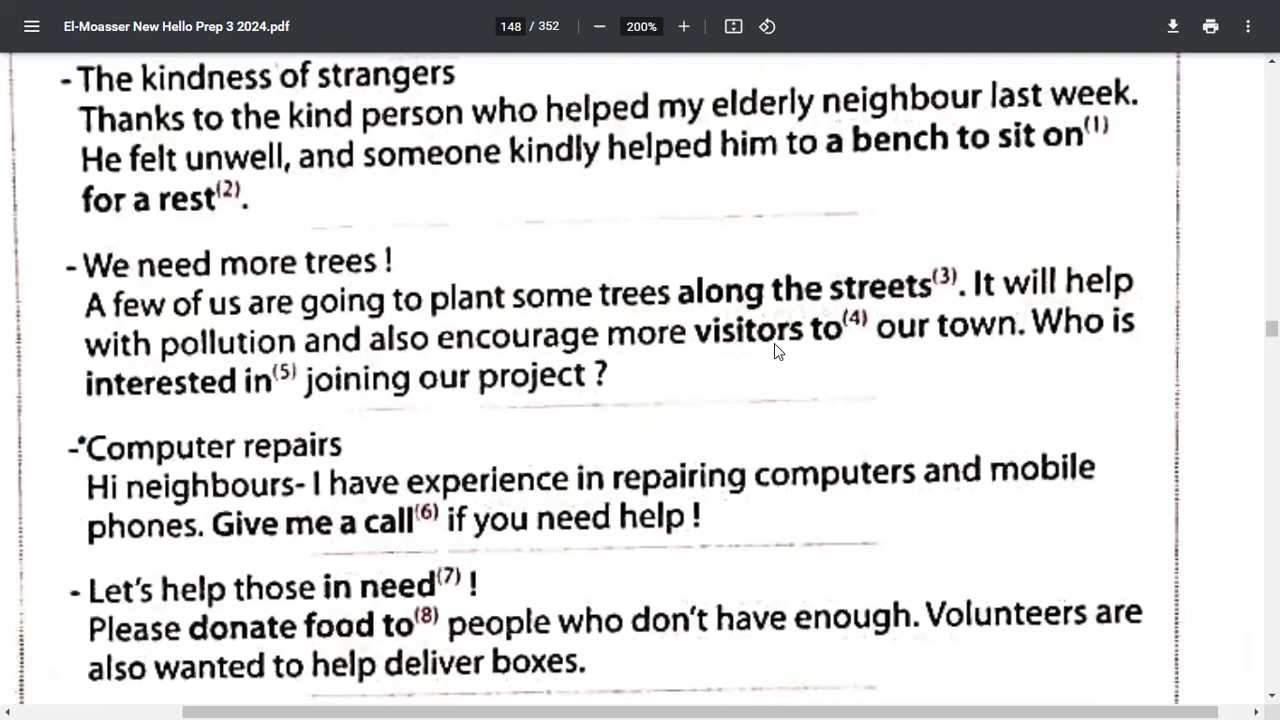 El-Moasser New Hello Prep 3 2024.pdf
148 / 352
200%
- The kindness of strangers
Thanks to the kind person who helped my elderly neighbour last week.
He felt unwell, and someone kindly helped him to a bench to sit on(1)
for a rest(2).
- We need more trees !
A few of us are going to plant some trees along the streets(3). It will help
with pollution and also encourage more visitors to(4) our town. Who is
interested in(5) joining our project ?
- Computer repairs
Hi neighbours- I have experience in repairing computers and mobile
phones. Give me a call(6) if you need help !
- Let's help those in need(7) !
Please donate food to(8) people who don't have enough. Volunteers are
also wanted to help deliver boxes.